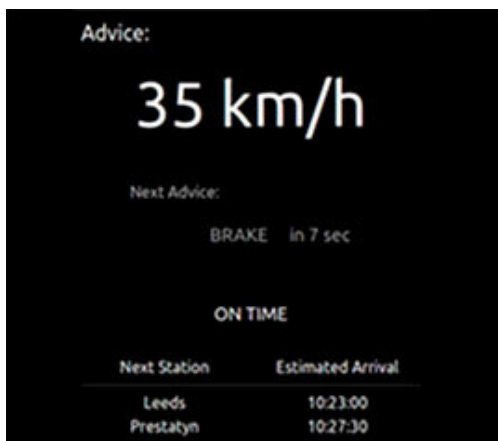 Advice:
35 km/h
Next Advice:
BRAKE in 7 sec
ON TIME
Next Station Estimated Arrival
Leeds 10:23:00
Prestatyn 10:27:30